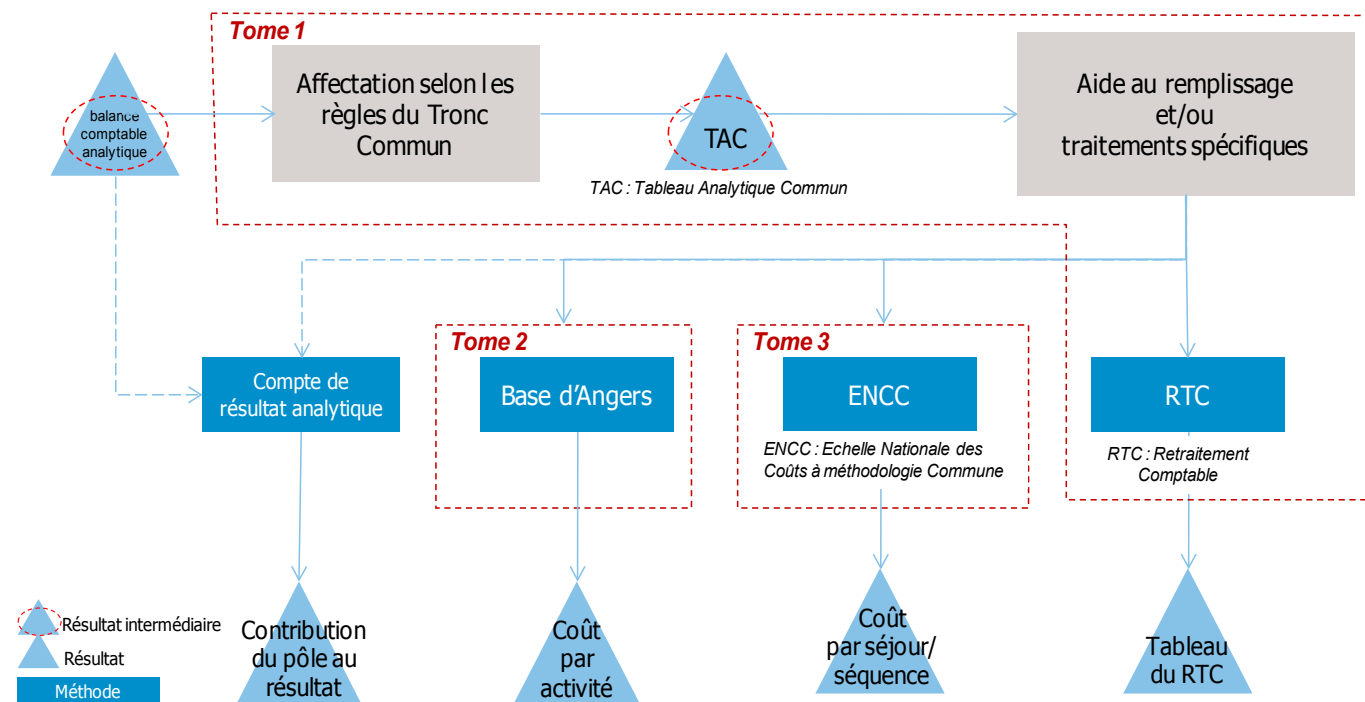 Tome 1
balance
comptable
analytique
Affectation selon les
règles du Tronc
Commun
TAC
TAC : Tableau Analytique Commun
Aide au remplissage
et/ou
traitements spécifiques
Compte de
résultat analytique
Tome 2
Base d'Angers
Tome 3
ENCC
ENCC : Echelle Nationale des
Coûts à méthodologie Commune
RTC
RTC : Retraitement
Comptable
Résultat intermédiaire
Résultat
Méthode
Contribution
du pôle au
résultat
Coût
par
activité
Coût
par séjour/
séquence
Tableau
du RTC